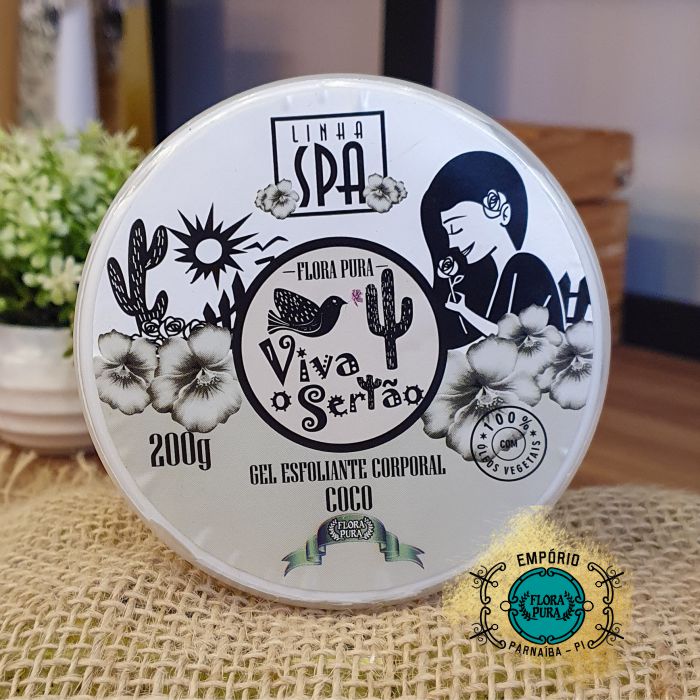 LINHA
SPA
FLORA PURA
Viva
o Sertão
200g
100%
COM
ÓLEOS VEGETAIS
GEL ESFOLIANTE CORPORAL
COCO
FLORA
PURA
EMPÓRIO
FLORA
PURA
PARNAÍBA - PI